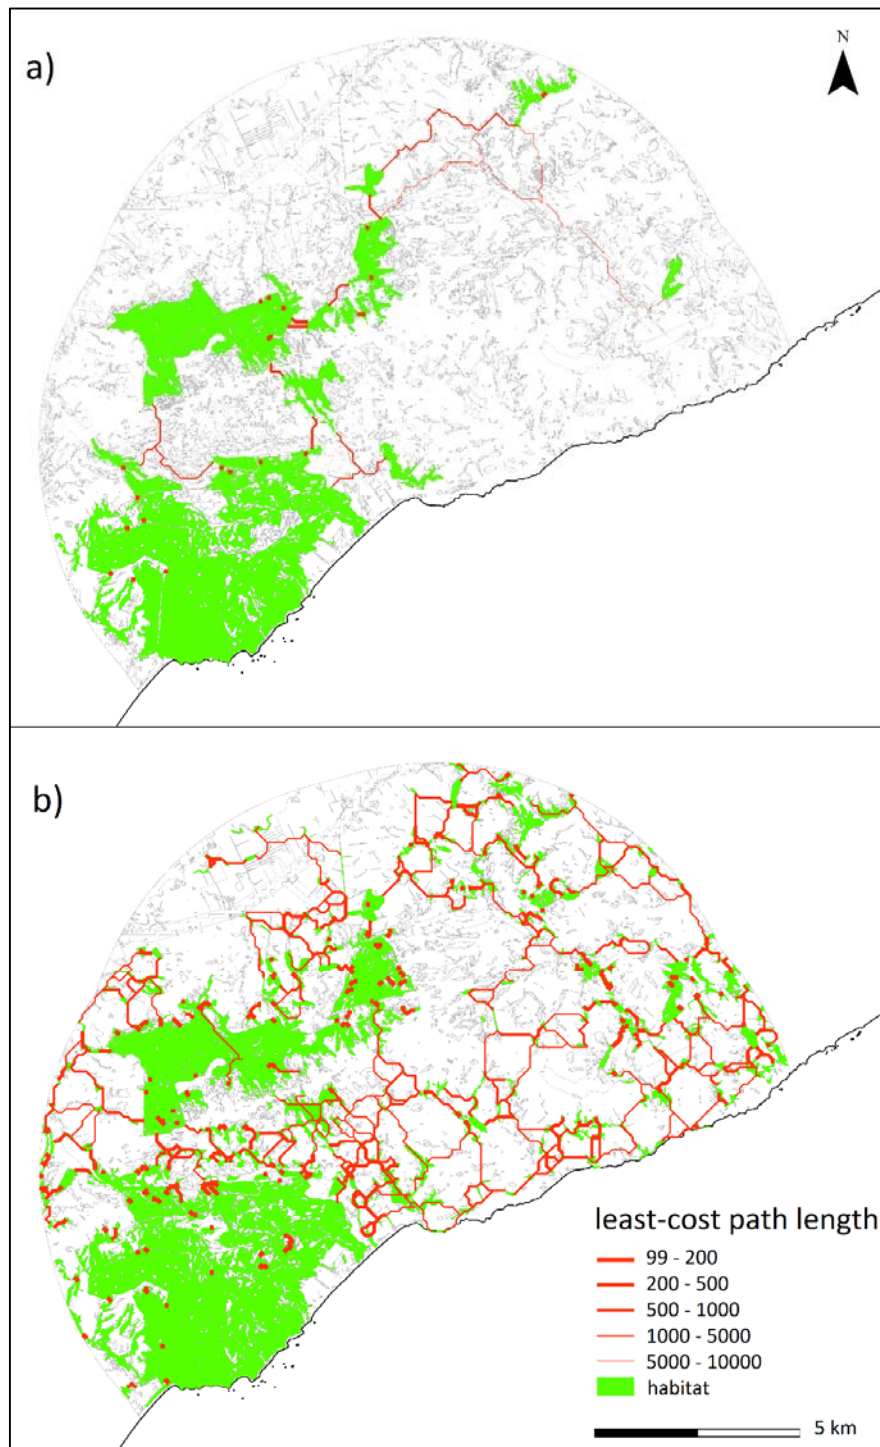 a)
N
b)
least-cost path length
99 - 200
200 - 500
500 - 1000
1000 - 5000
5000 - 10000
habitat
5 km